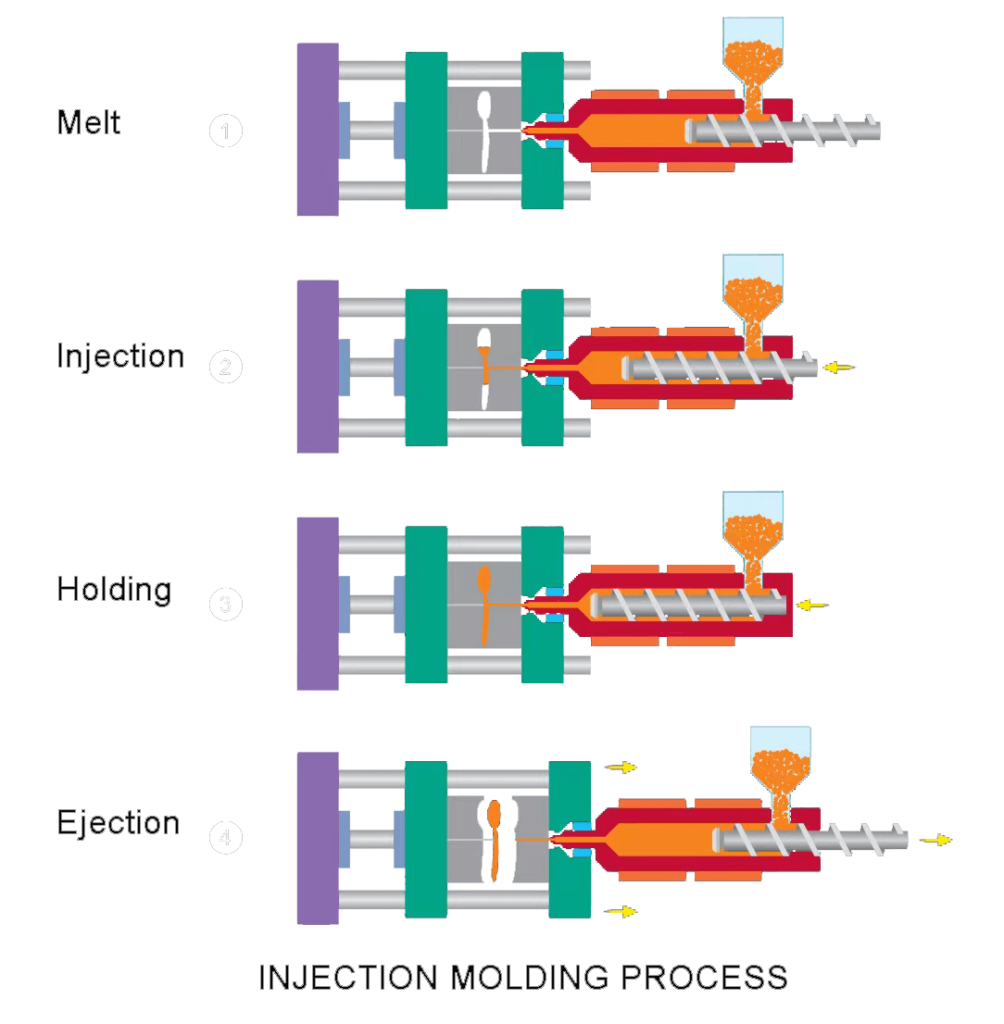 Melt 1
Injection 2
Holding 3
Ejection 4
INJECTION MOLDING PROCESS